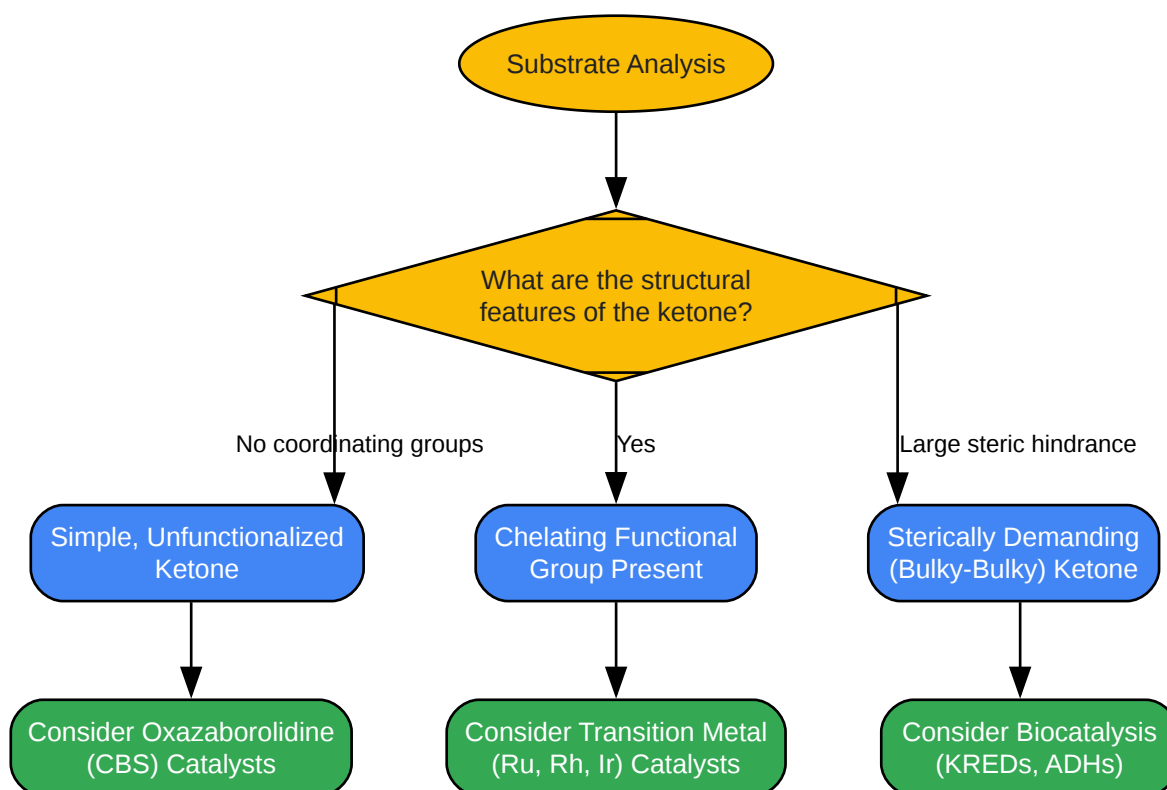 Substrate Analysis
What are the structural
features of the ketone?
No coordinating groups
Yes
Large steric hindrance
Simple, Unfunctionalized
Ketone
Chelating Functional
Group Present
Sterically Demanding
(Bulky-Bulky) Ketone
Consider Oxazaborolidine
(CBS) Catalysts
Consider Transition Metal
(Ru, Rh, Ir) Catalysts
Consider Biocatalysis
(KREDs, ADHs)